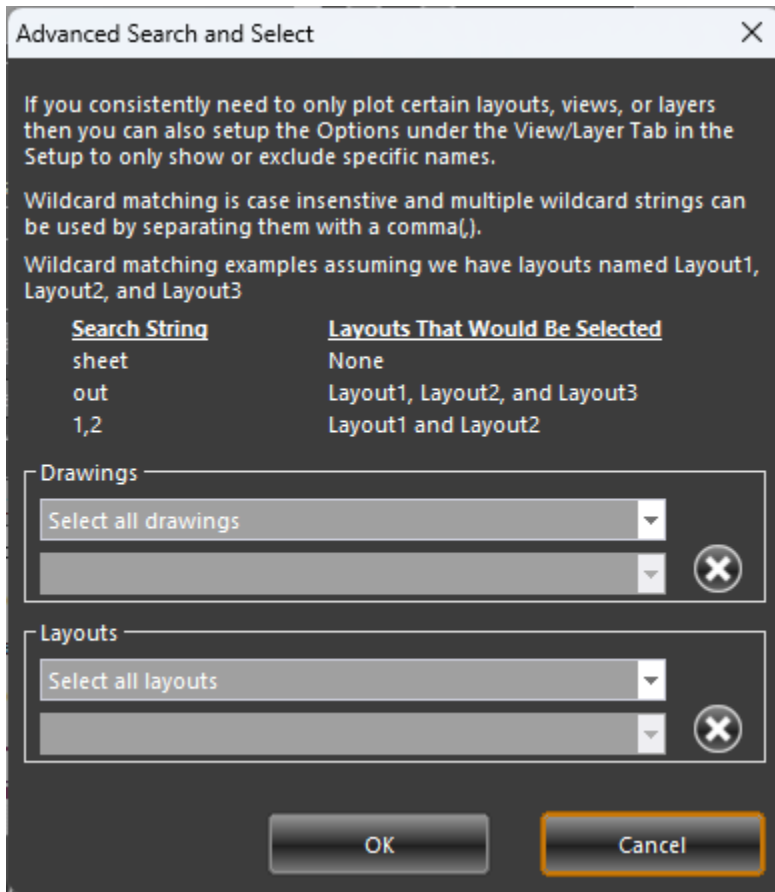 Advanced Search and Select
If you consistently need to only plot certain layouts, views, or layers
then you can also setup the Options under the View/Layer Tab in the
Setup to only show or exclude specific names.
Wildcard matching is case insenstive and multiple wildcard strings can
be used by separating them with a comma(,).
Wildcard matching examples assuming we have layouts named Layout1,
Layout2, and Layout3
Search String Layouts That Would Be Selected
sheet None
out Layout1, Layout2, and Layout3
1,2 Layout1 and Layout2
Drawings
Select all drawings
Layouts
Select all layouts
OK Cancel